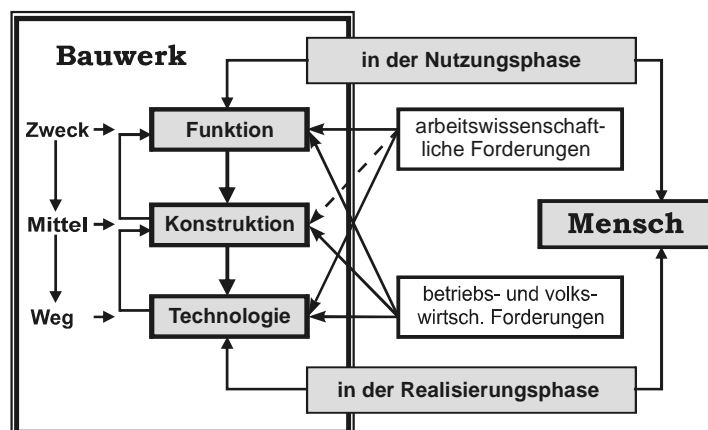 Bauwerk
in der Nutzungsphase
Zweck
Funktion
arbeitswissenschaft-
liche Forderungen
Mittel
Konstruktion
Mensch
Weg
Technologie
betriebs- und volks-
wirtsch. Forderungen
in der Realisierungsphase